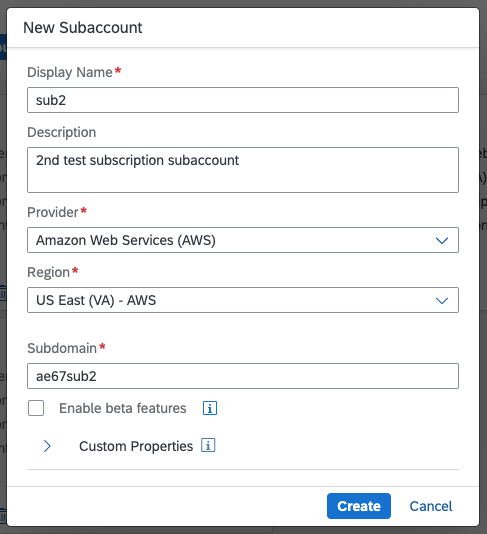 New Subaccount
Display Name*
sub2
Description
2nd test subscription subaccount
Provider*
Amazon Web Services (AWS)
Region*
US East (VA) - AWS
Subdomain*
ae67sub2
Enable beta features
Custom Properties
Create Cancel